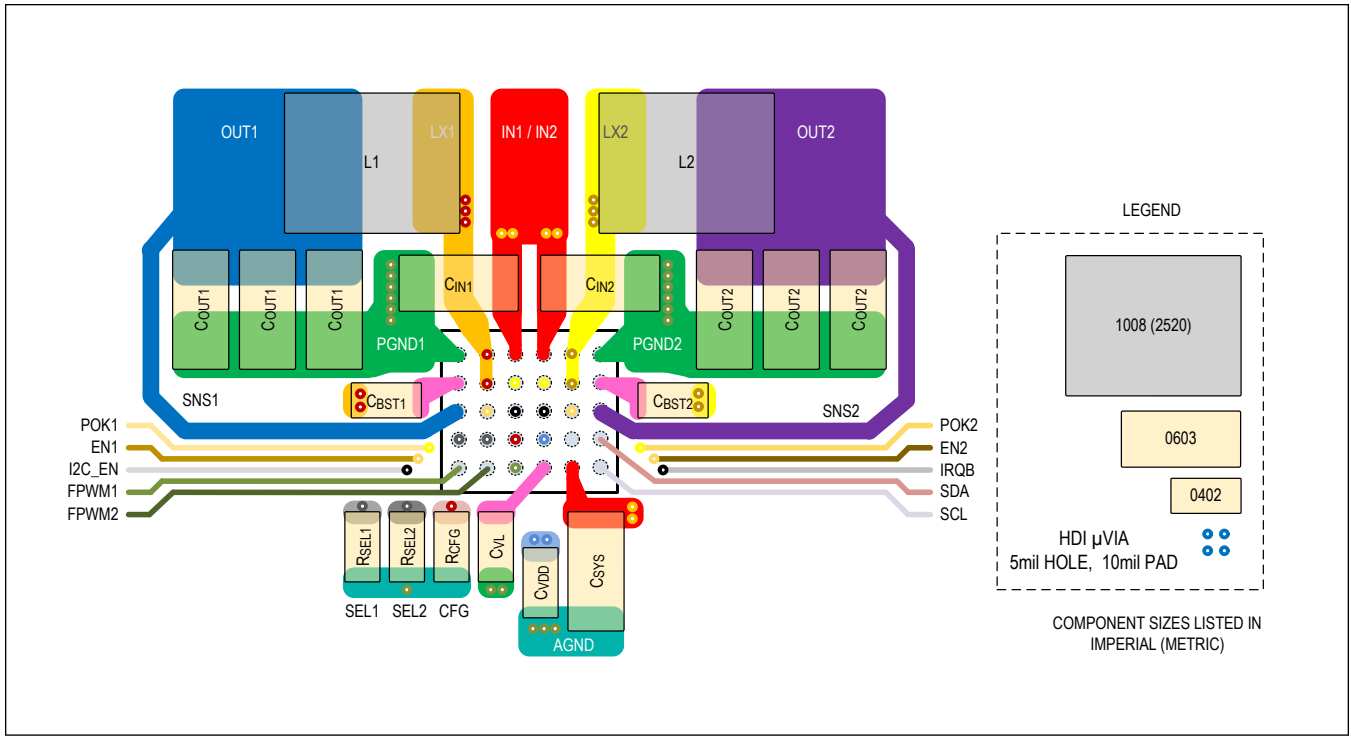 OUT1
LX1
IN1 / IN2
LX2
OUT2
L1
L2
LEGEND
COUT1
COUT1
COUT1
CIN1
CIN2
COUT2
COUT2
COUT2
1008 (2520)
PGND1
PGND2
SNS1
CBST1
CBST2
SNS2
0603
POK1
EN1
I2C_EN
FPWM1
FPWM2
POK2
EN2
IRQB
SDA
SCL
0402
RSEL1
RSEL2
RCFG
CVL
CVDD
CSYS
HDI µVIA
5mil HOLE, 10mil PAD
SEL1
SEL2
CFG
AGND
COMPONENT SIZES LISTED IN
IMPERIAL (METRIC)